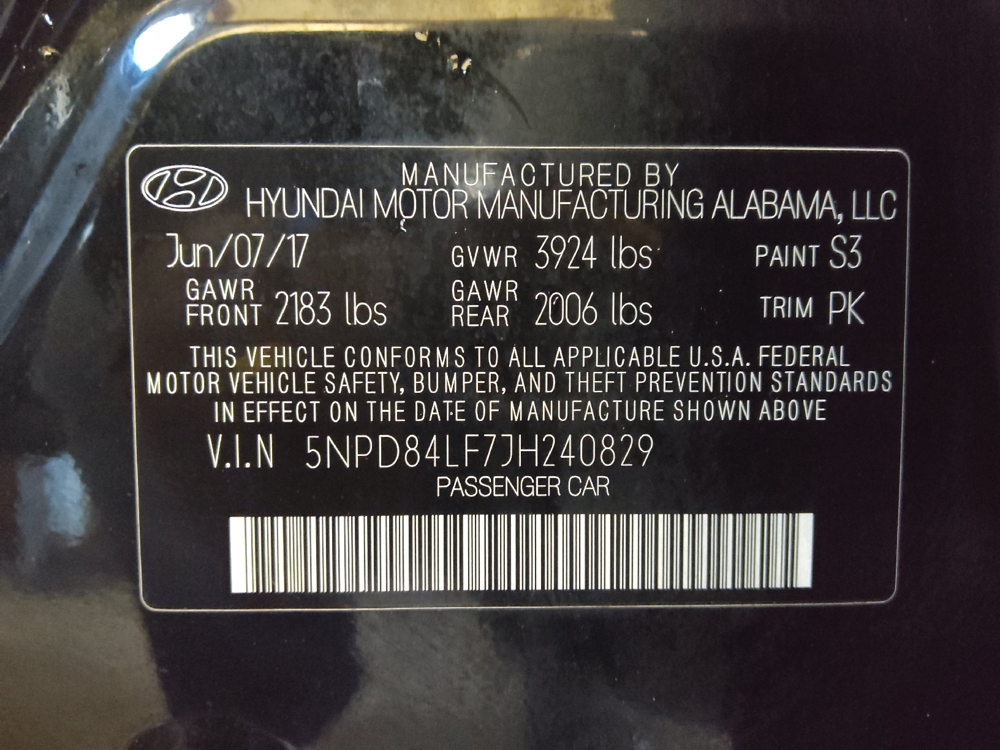 MANUFACTURED BY
HYUNDAI MOTOR MANUFACTURING ALABAMA, LLC
Jun/07/17 GVWR 3924 lbs PAINT S3
GAWR FRONT 2183 lbs GAWR REAR 2006 lbs TRIM PK
THIS VEHICLE CONFORMS TO ALL APPLICABLE U.S.A. FEDERAL
MOTOR VEHICLE SAFETY, BUMPER, AND THEFT PREVENTION STANDARDS
IN EFFECT ON THE DATE OF MANUFACTURE SHOWN ABOVE
V.I.N 5NPD84LF7JH240829
PASSENGER CAR